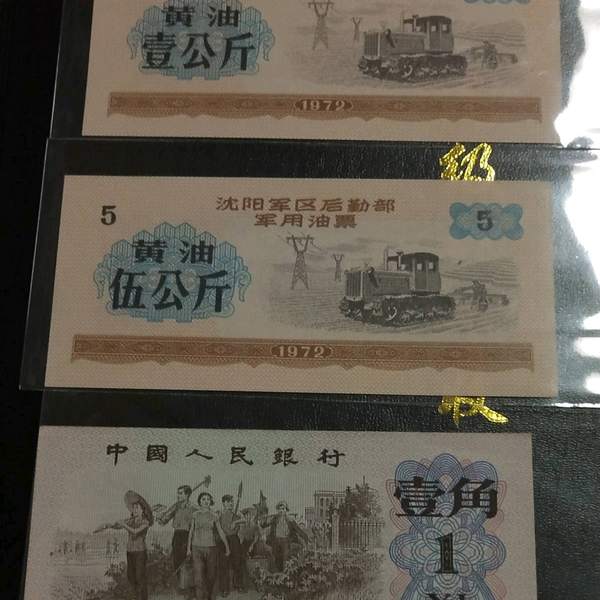 黄油
壹公斤
1972
沈阳军区后勤部
军用油票
5
5
黄油
伍公斤
1972
中國人民銀行
壹角
1